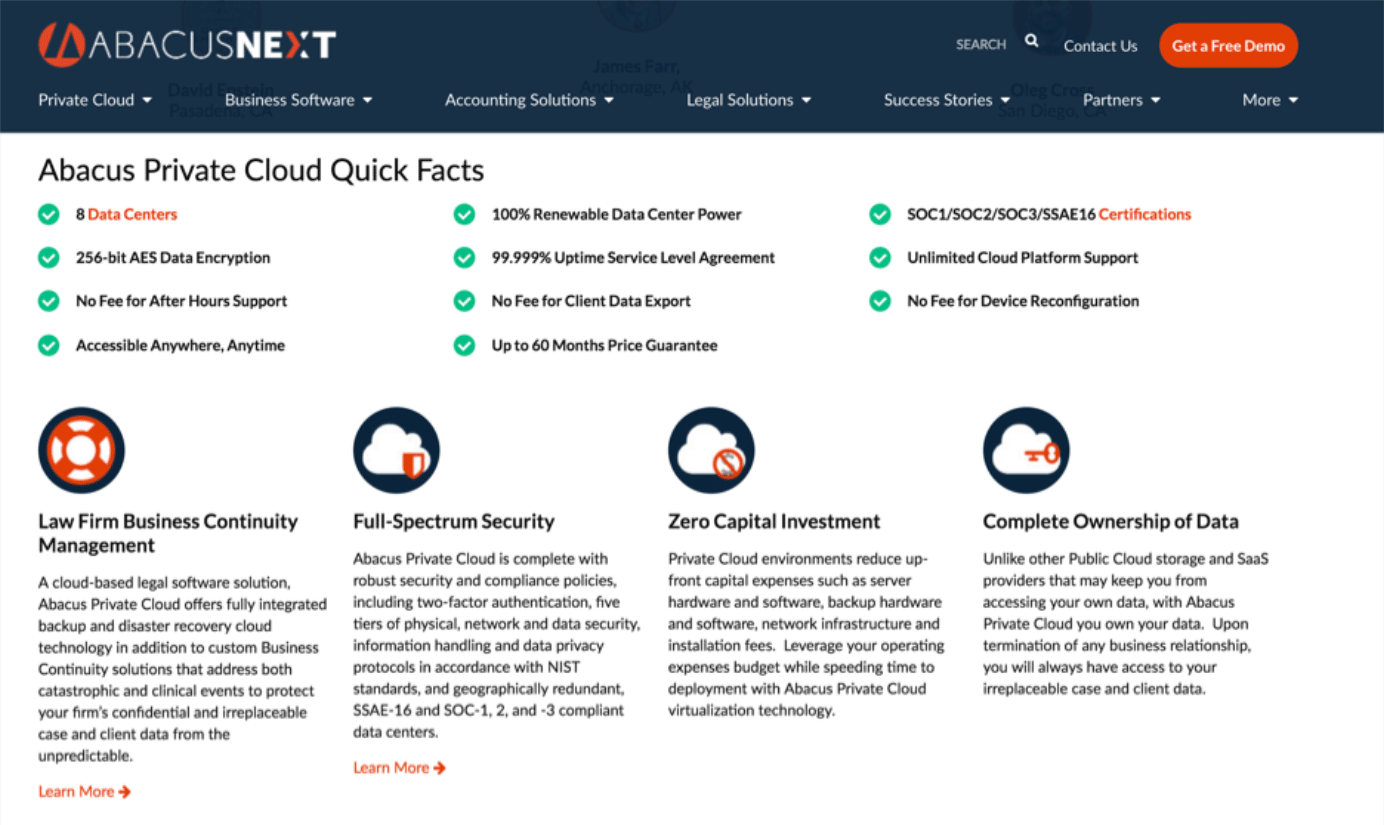 ABACUSNEXT
SEARCH
Contact Us
Get a Free Demo
James Farr,
Anchorage, AK
David Epstein
Pasadena, CA
Oleg Cross
San Diego, CA
Private Cloud
Business Software
Accounting Solutions
Legal Solutions
Success Stories
Partners
More
Abacus Private Cloud Quick Facts
8 Data Centers
100% Renewable Data Center Power
SOC1/SOC2/SOC3/SSAE16 Certifications
256-bit AES Data Encryption
99.999% Uptime Service Level Agreement
Unlimited Cloud Platform Support
No Fee for After Hours Support
No Fee for Client Data Export
No Fee for Device Reconfiguration
Accessible Anywhere, Anytime
Up to 60 Months Price Guarantee
Law Firm Business Continuity
Management
A cloud-based legal software solution,
Abacus Private Cloud offers fully integrated
backup and disaster recovery cloud
technology in addition to custom Business
Continuity solutions that address both
catastrophic and clinical events to protect
your firm's confidential and irreplaceable
case and client data from the
unpredictable.
Learn More
Full-Spectrum Security
Abacus Private Cloud is complete with
robust security and compliance policies,
including two-factor authentication, five
tiers of physical, network and data security,
information handling and data privacy
protocols in accordance with NIST
standards, and geographically redundant,
SSAE-16 and SOC-1, 2, and -3 compliant
data centers.
Learn More
Zero Capital Investment
Private Cloud environments reduce up-
front capital expenses such as server
hardware and software, backup hardware
and software, network infrastructure and
installation fees. Leverage your operating
expenses budget while speeding time to
deployment with Abacus Private Cloud
virtualization technology.
Complete Ownership of Data
Unlike other Public Cloud storage and SaaS
providers that may keep you from
accessing your own data, with Abacus
Private Cloud you own your data. Upon
termination of any business relationship,
you will always have access to your
irreplaceable case and client data.